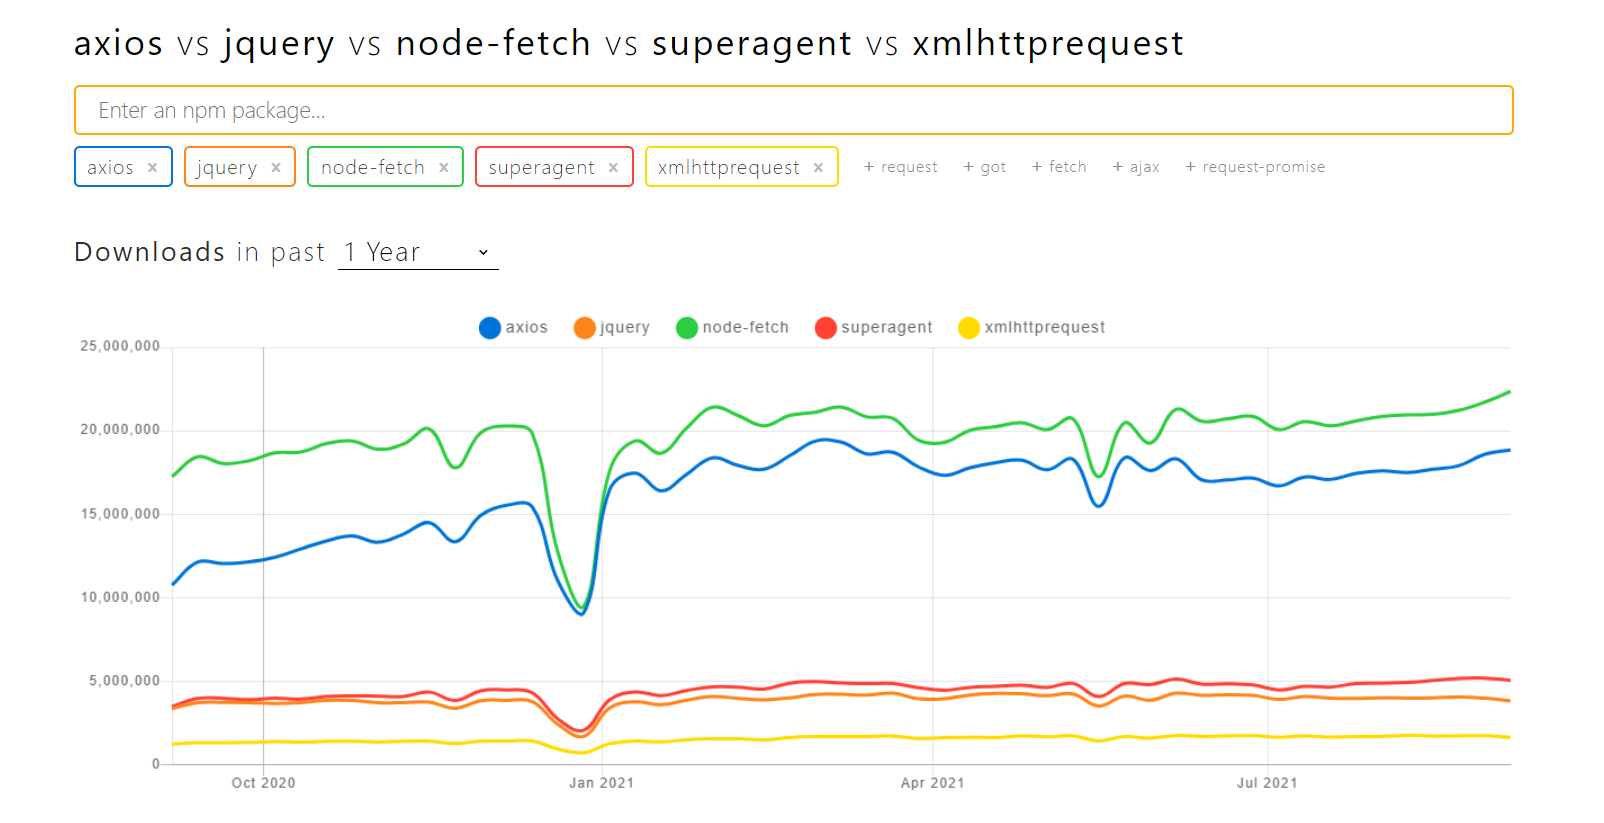 axios vs jquery vs node-fetch vs superagent vs xmlhttprequest
Enter an npm package...
axios × jquery × node-fetch × superagent × xmlhttprequest × + request + got + fetch + ajax + request-promise
Downloads in past 1 Year
axios jquery node-fetch superagent xmlhttprequest
25,000,000
20,000,000
15,000,000
10,000,000
5,000,000
0
Oct 2020 Jan 2021 Apr 2021 Jul 2021